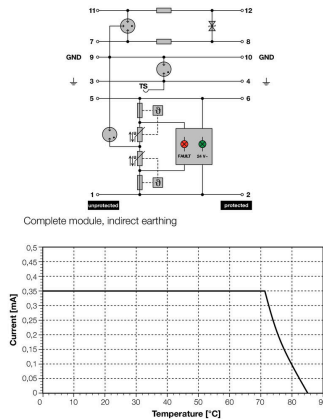 11 12
7 8
GND 9 10 GND
3 4
TS
5 6
ϑ
FAULT 24 V~
ϑ
1 2
unprotected protected
Complete module, indirect earthing
Current [mA]
0,5
0,45
0,4
0,35
0,3
0,25
0,2
0,15
0,1
0,05
0
0 10 20 30 40 50 60 70 80 90
Temperature [°C]